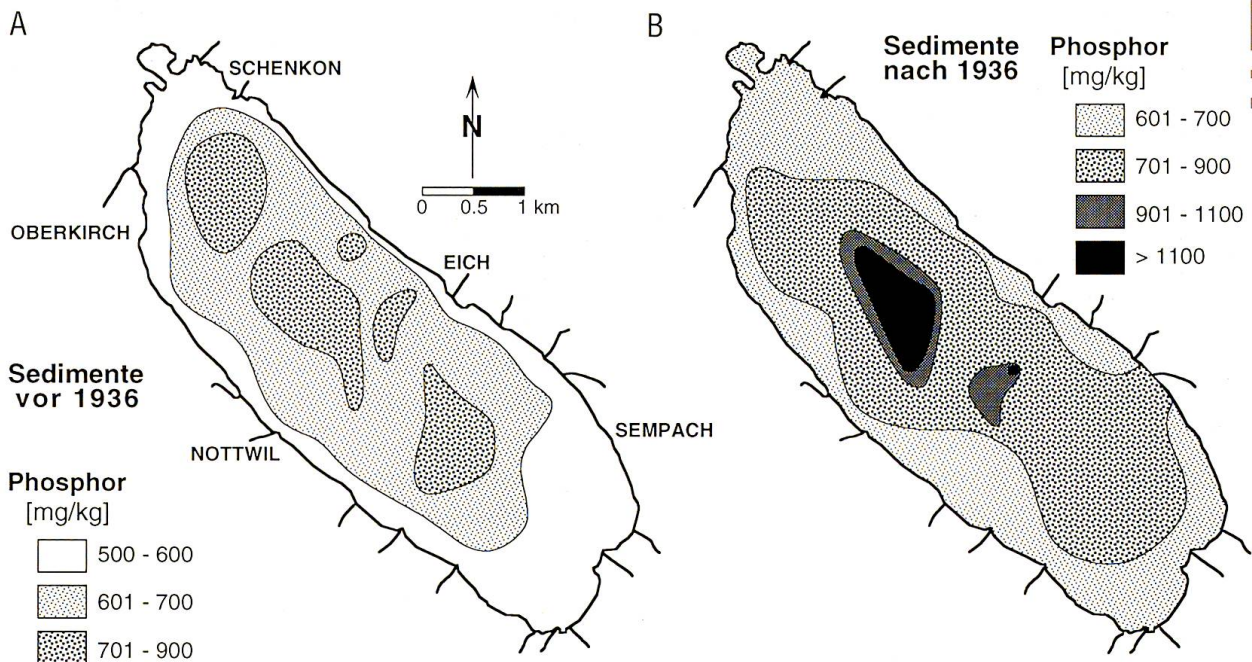 A
SCHENKON
N
0 0.5 1 km
OBERKIRCH
EICH
Sedimente
vor 1936
NOTTWIL
SEMPACH
Phosphor
[mg/kg]
500 - 600
601 - 700
701 - 900
B
Sedimente
nach 1936
Phosphor
[mg/kg]
601 - 700
701 - 900
901 - 1100
> 1100